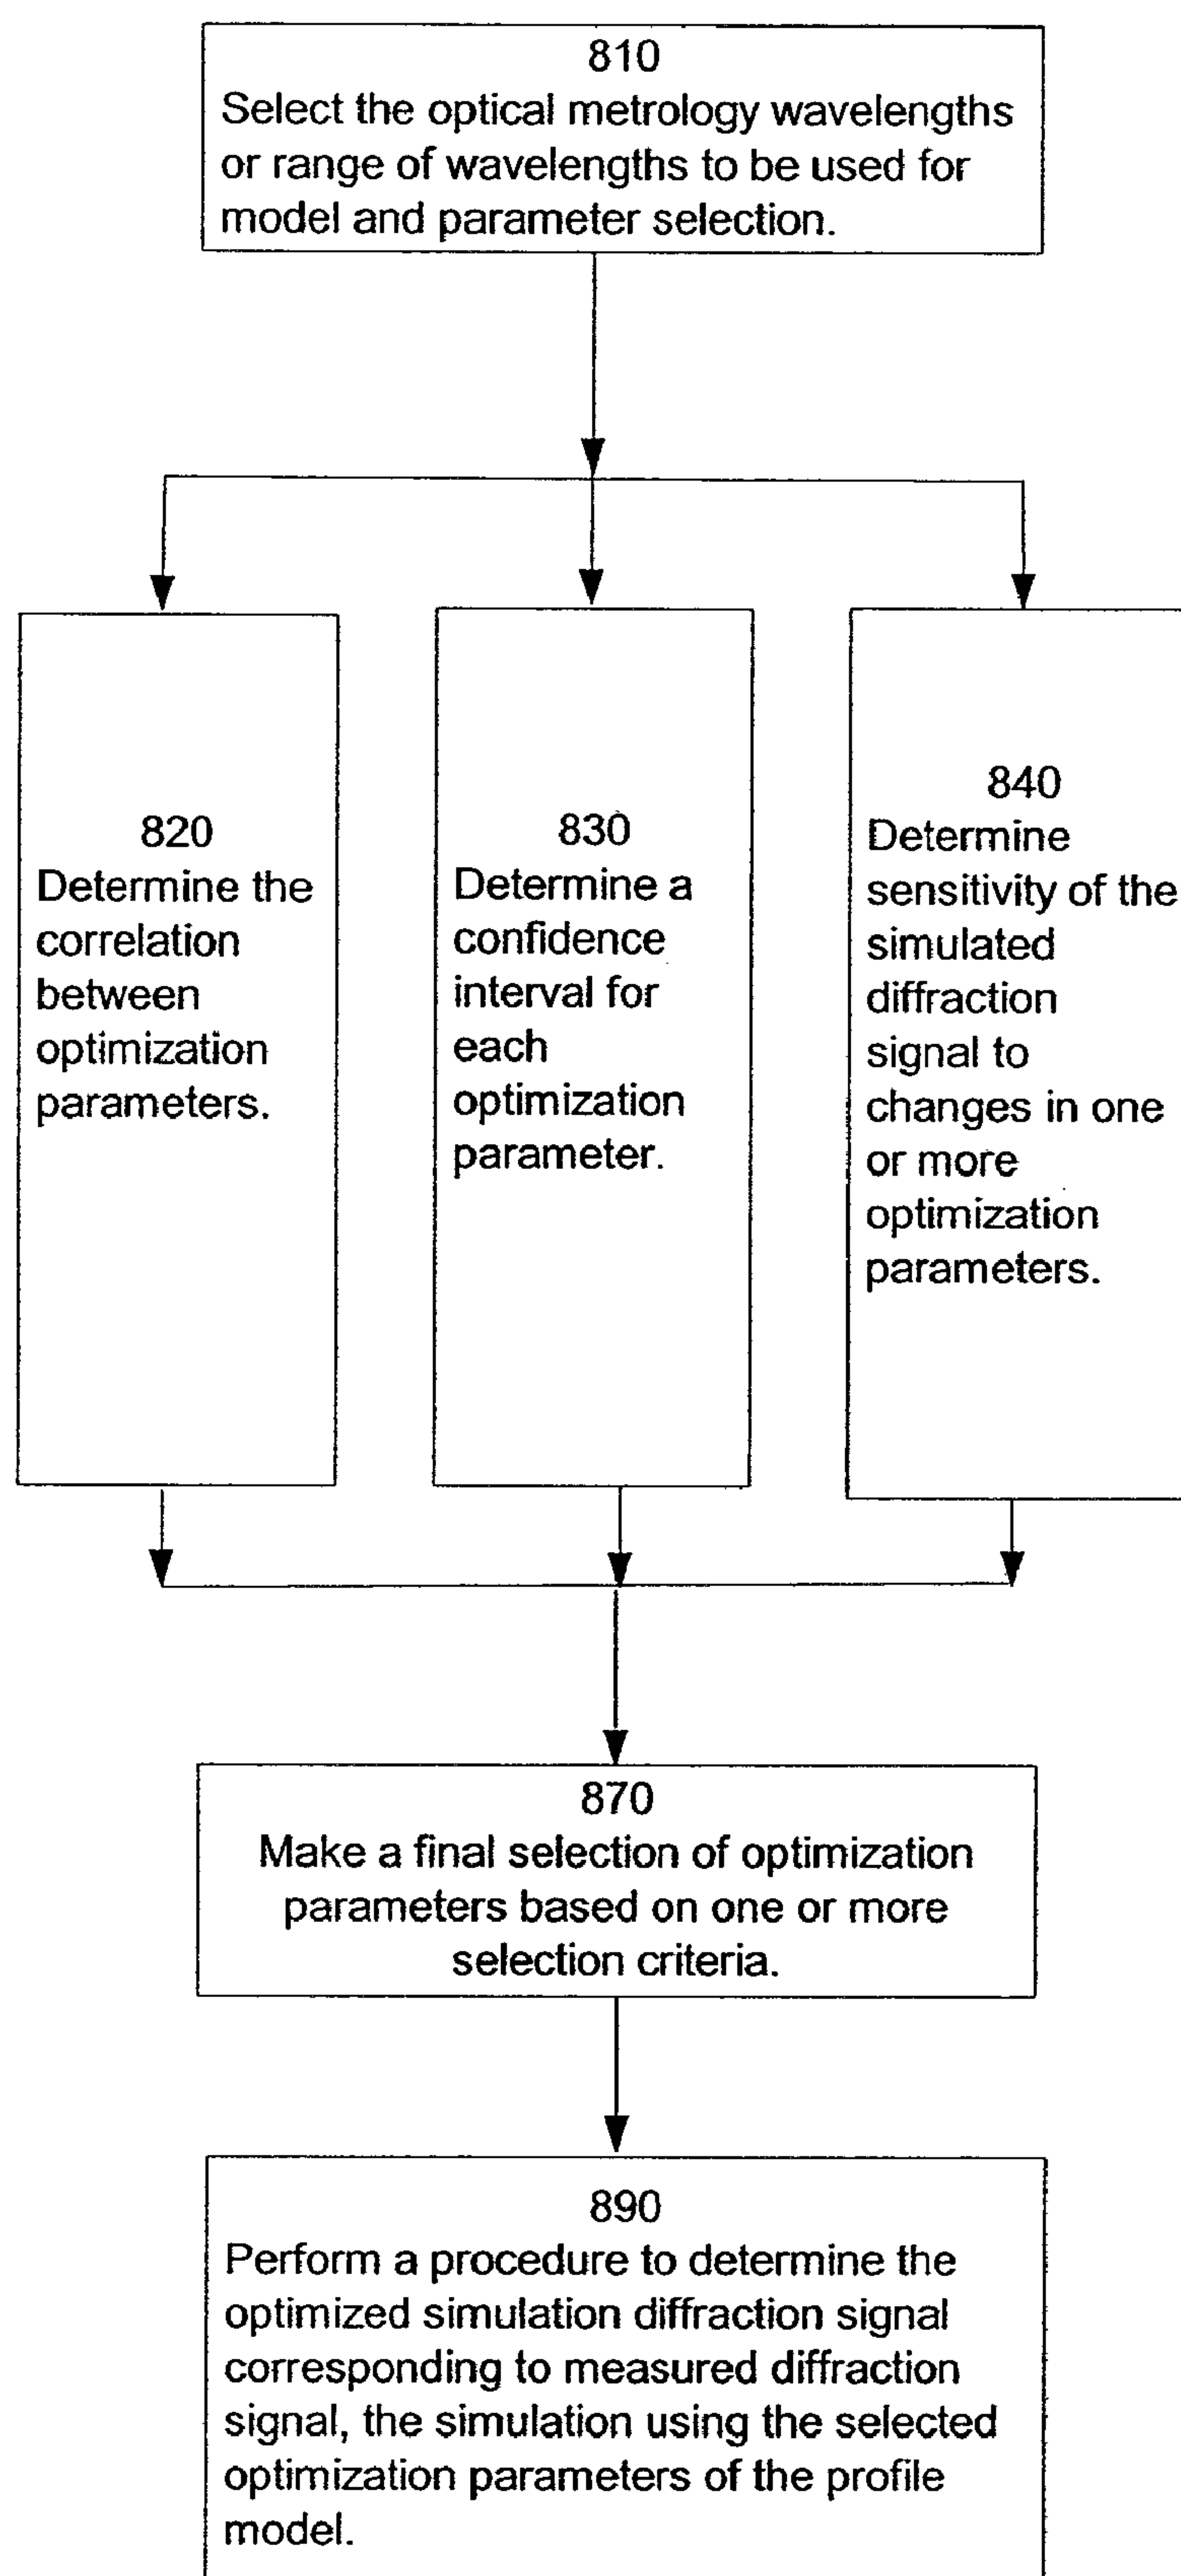 810
Select the optical metrology wavelengths
or range of wavelengths to be used for
model and parameter selection.
820
Determine the
correlation
between
optimization
parameters.
830
Determine a
confidence
interval for
each
optimization
parameter.
840
Determine
sensitivity of the
simulated
diffraction
signal to
changes in one
or more
optimization
parameters.
870
Make a final selection of optimization
parameters based on one or more
selection criteria.
890
Perform a procedure to determine the
optimized simulation diffraction signal
corresponding to measured diffraction
signal, the simulation using the selected
optimization parameters of the profile
model.